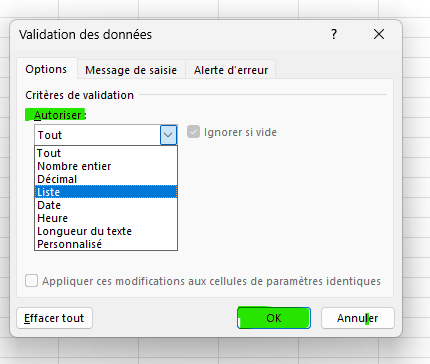 Validation des données ?
Options Message de saisie Alerte d'erreur
Critères de validation
Autoriser :
Tout Ignorer si vide
Tout
Nombre entier
Décimal
Liste
Date
Heure
Longueur du texte
Personnalisé
Appliquer ces modifications aux cellules de paramètres identiques
Effacer tout OK Annuler